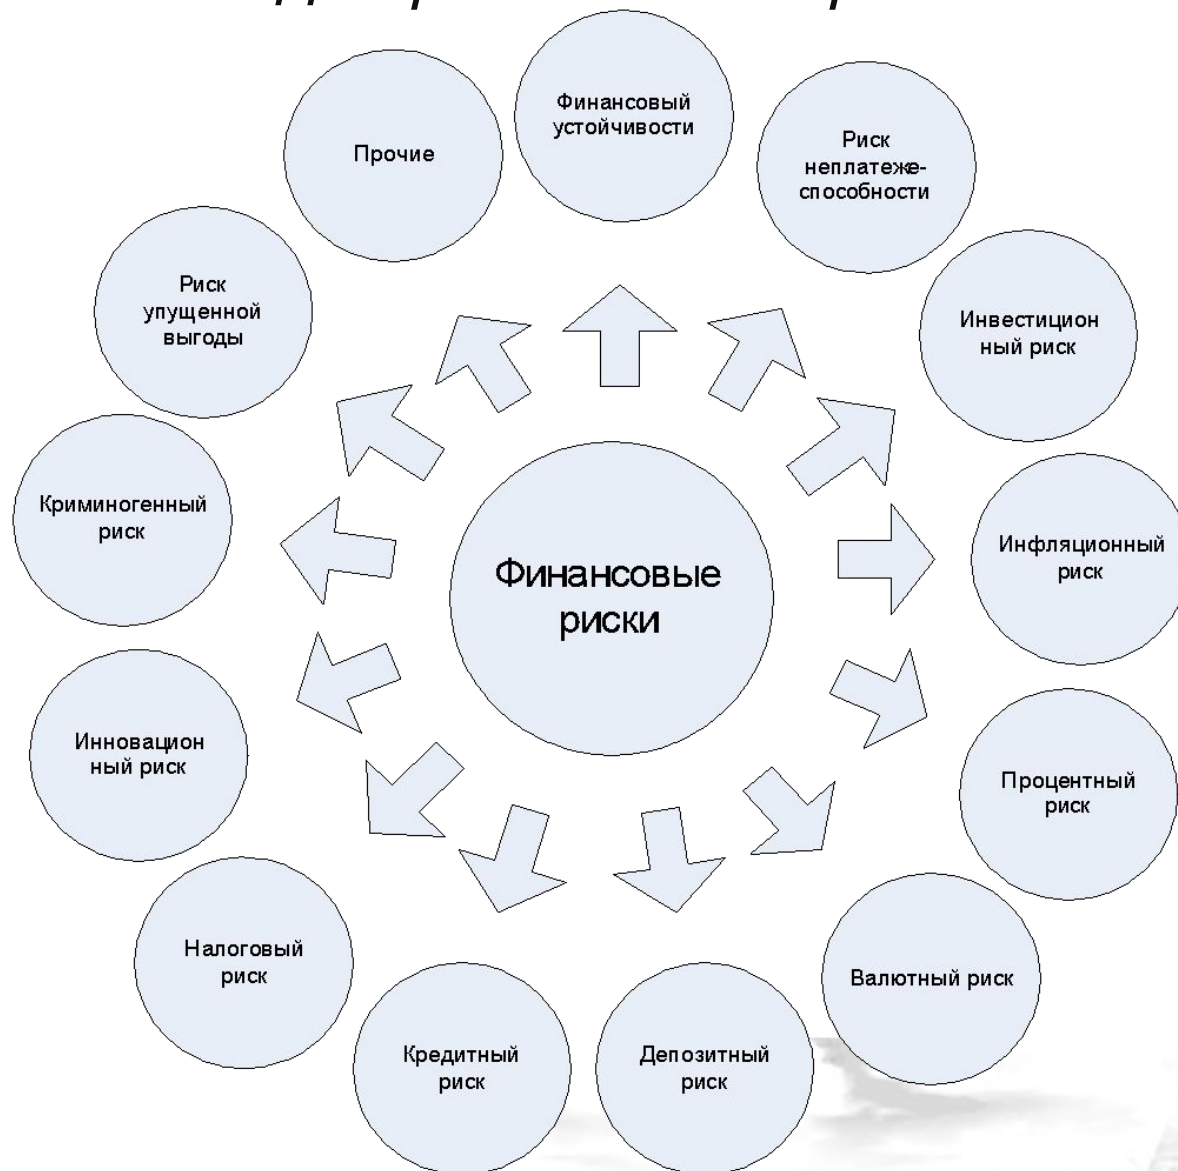 Финансовый
устойчивости
Риск
неплатеже-
способности
Инвестицион
ный риск
Инфляционный
риск
Процентный
риск
Валютный риск
Депозитный
риск
Кредитный
риск
Налоговый
риск
Инновацион
ный риск
Криминогенный
риск
Риск
упущенной
выгоды
Прочие
Финансовые
риски